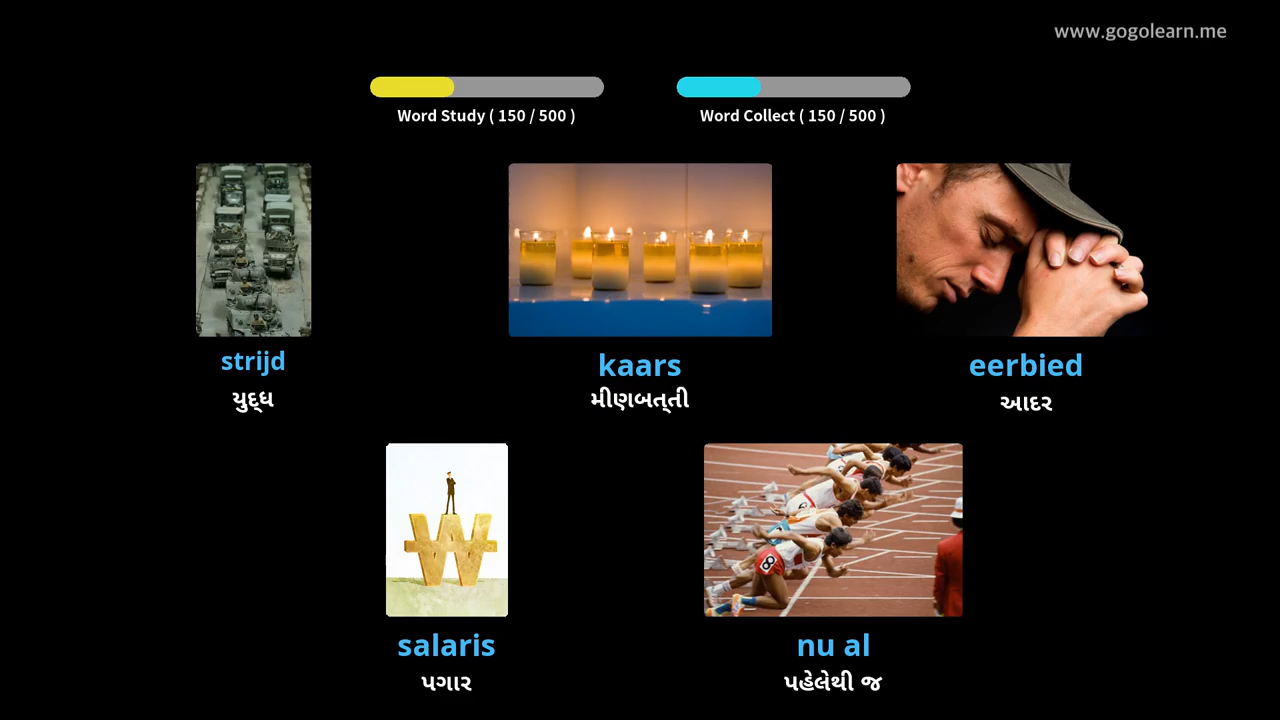 www.gogolearn.me
Word Study ( 150 / 500 )
Word Collect ( 150 / 500 )
strijd
યુદ્ધ
kaars
મીણબત્તી
eerbied
આદર
salaris
પગાર
nu al
પહેલેથી જ
8